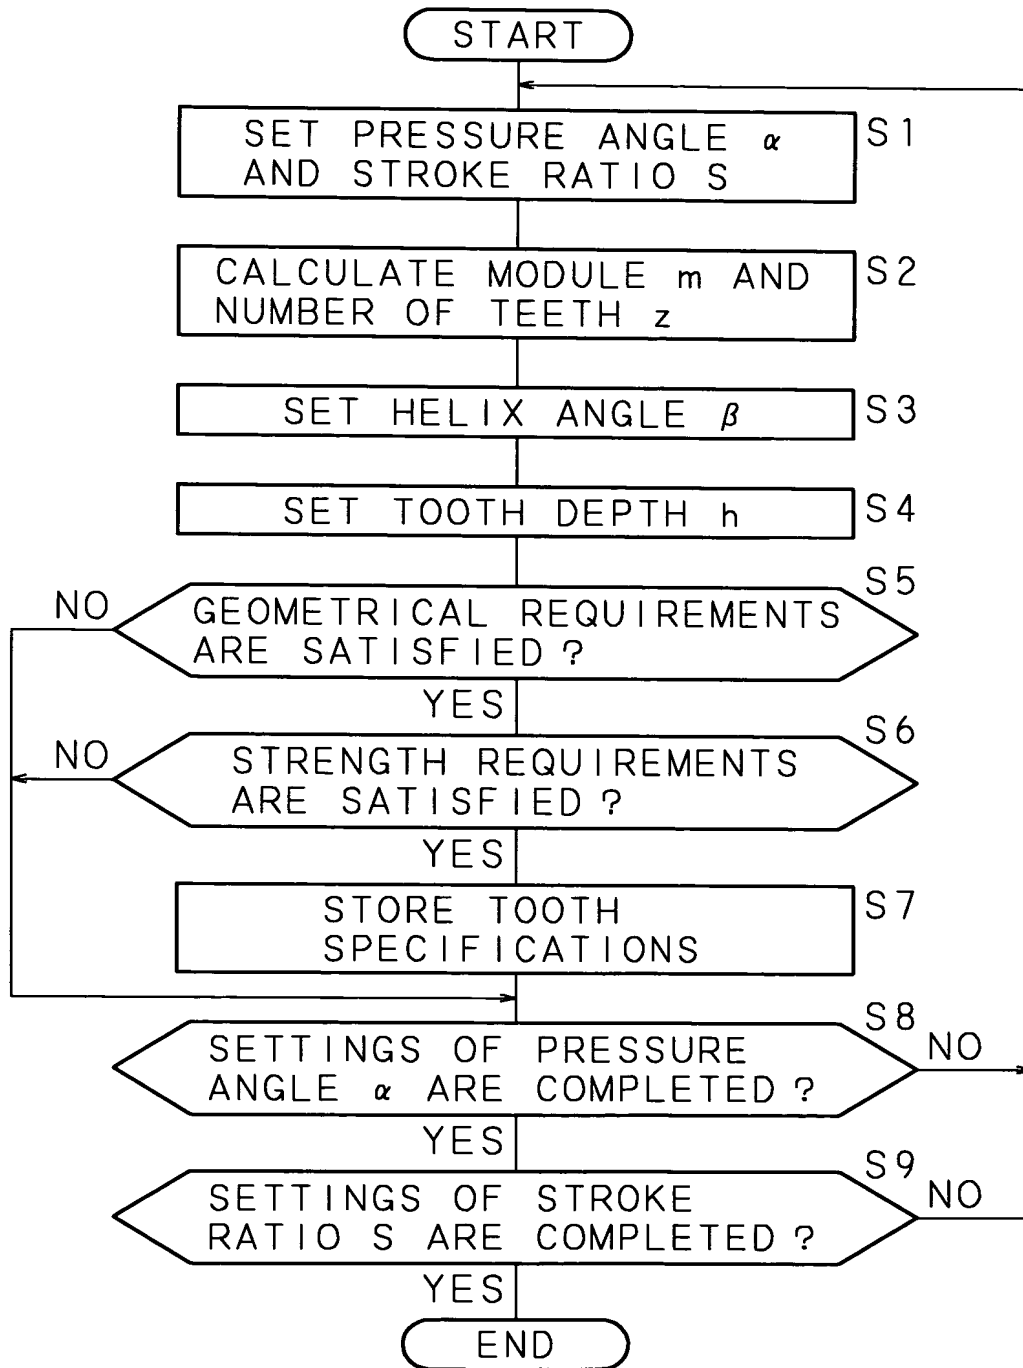 START
SET PRESSURE ANGLE α
AND STROKE RATIO S
S1
CALCULATE MODULE m AND
NUMBER OF TEETH z
S2
SET HELIX ANGLE β
S3
SET TOOTH DEPTH h
S4
S5
NO
GEOMETRICAL REQUIREMENTS
ARE SATISFIED?
YES
S6
NO
STRENGTH REQUIREMENTS
ARE SATISFIED?
YES
STORE TOOTH
SPECIFICATIONS
S7
S8
SETTINGS OF PRESSURE
ANGLE α ARE COMPLETED?
NO
YES
S9
SETTINGS OF STROKE
RATIO S ARE COMPLETED?
NO
YES
END